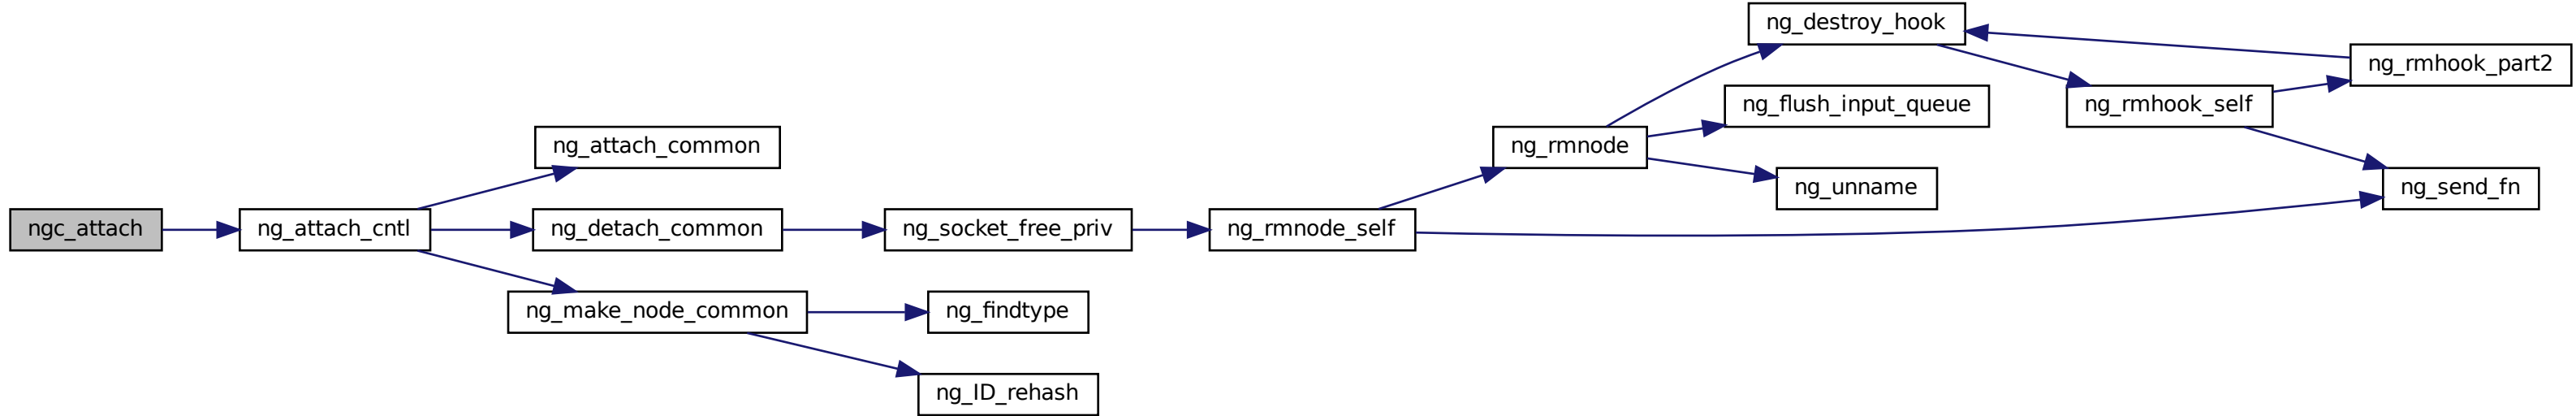 ngc_attach
ng_attach_cntl
ng_attach_common
ng_detach_common
ng_make_node_common
ng_socket_free_priv
ng_findtype
ng_ID_rehash
ng_rmnode_self
ng_rmnode
ng_destroy_hook
ng_flush_input_queue
ng_unname
ng_rmhook_self
ng_rmhook_part2
ng_send_fn